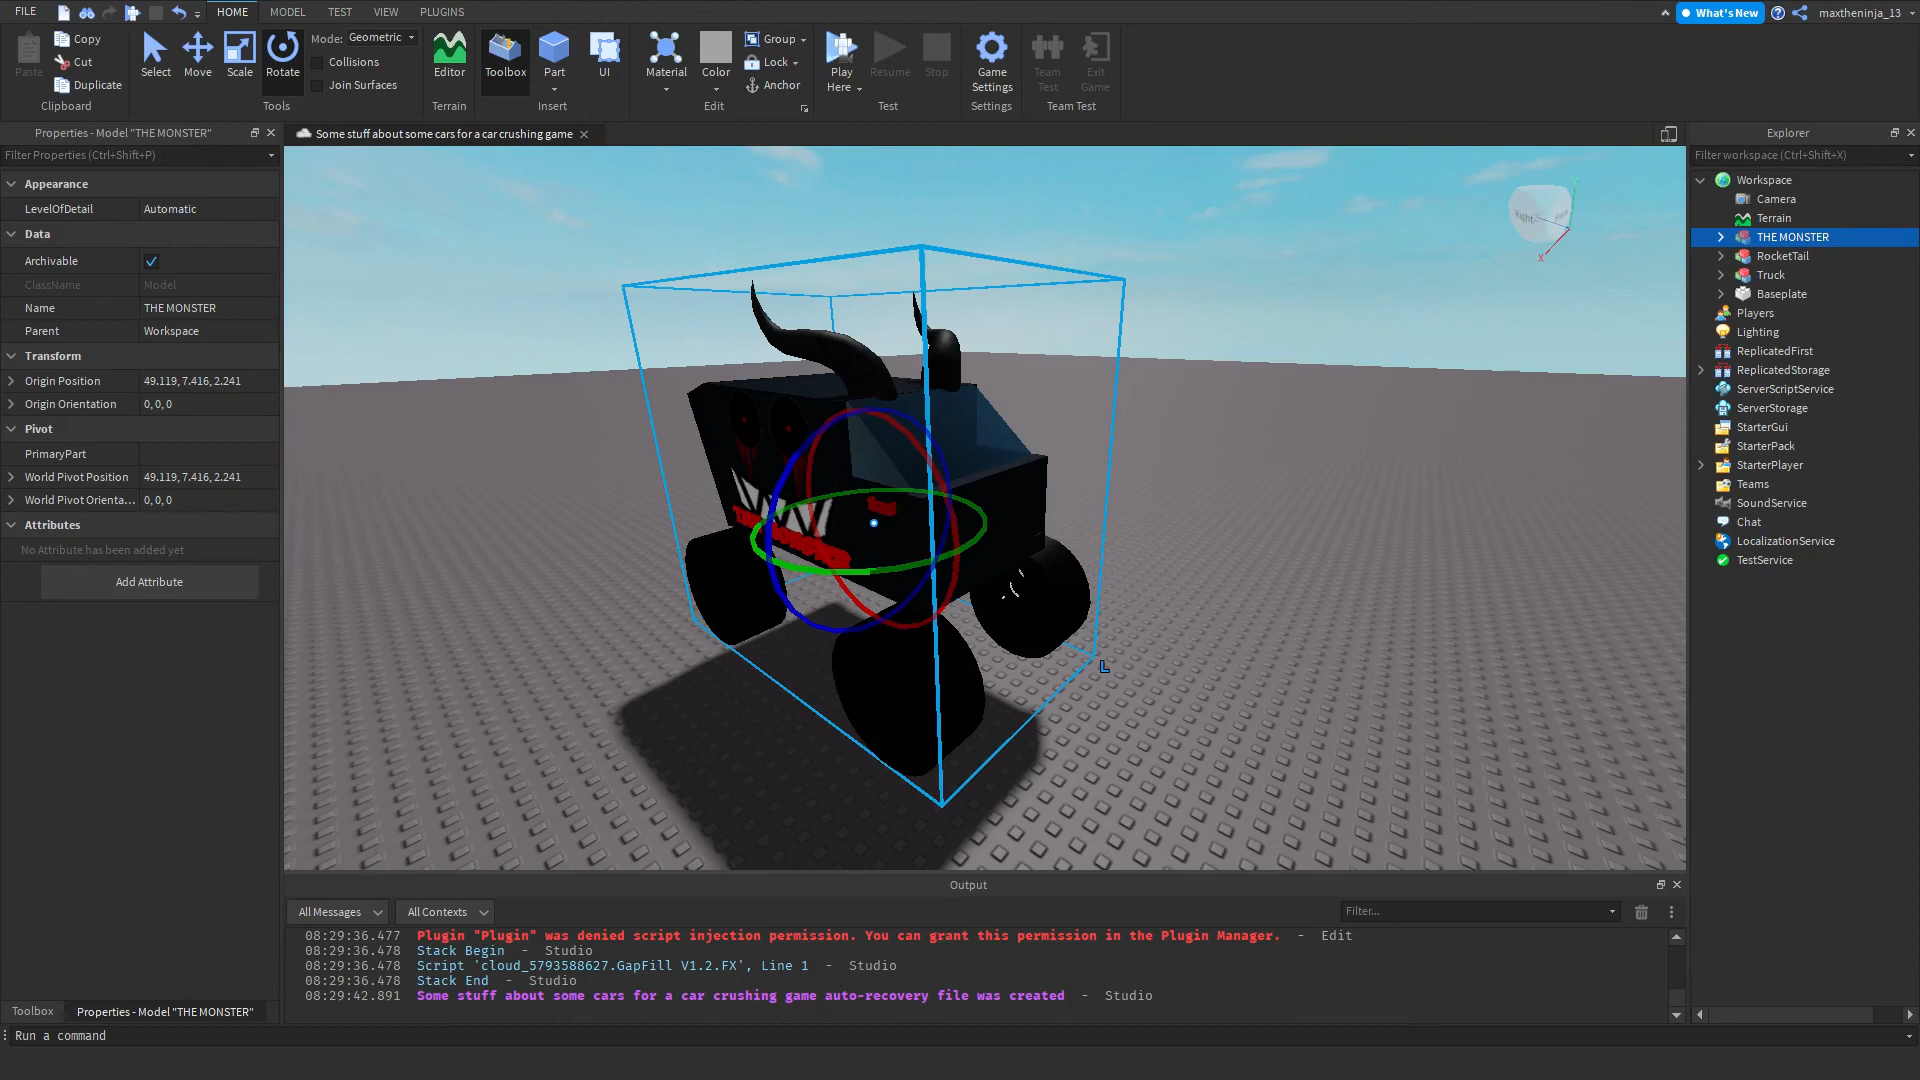 FILE HOME MODEL TEST VIEW PLUGINS What's New maxtheninja_13
Paste Copy Cut Duplicate Clipboard
Select Move Scale Rotate Mode: Geometric Collisions Join Surfaces Tools
Editor Terrain
Toolbox Part UI Insert
Material Color Group Lock Anchor Edit
Play Here Resume Stop Test
Game Settings Settings
Team Test Exit Game Team Test
Properties - Model "THE MONSTER"
Filter Properties (Ctrl+Shift+P)
Appearance
LevelOfDetail Automatic
Data
Archivable
ClassName Model
Name THE MONSTER
Parent Workspace
Transform
Origin Position 49.119, 7.416, 2.241
Origin Orientation 0, 0, 0
Pivot
PrimaryPart
World Pivot Position 49.119, 7.416, 2.241
World Pivot Orienta... 0, 0, 0
Attributes
No Attribute has been added yet
Add Attribute
Toolbox Properties - Model "THE MONSTER"
Some stuff about some cars for a car crushing game
Right
X
L
Output
All Messages All Contexts Filter...
08:29:36.477 Plugin "Plugin" was denied script injection permission. You can grant this permission in the Plugin Manager. - Edit
08:29:36.478 Stack Begin - Studio
08:29:36.478 Script 'cloud_5793588627.GapFill V1.2.FX', Line 1 - Studio
08:29:36.478 Stack End - Studio
08:29:42.891 Some stuff about some cars for a car crushing game auto-recovery file was created - Studio
Run a command
Explorer
Filter workspace (Ctrl+Shift+X)
Workspace
Camera
Terrain
THE MONSTER
RocketTail
Truck
Baseplate
Players
Lighting
ReplicatedFirst
ReplicatedStorage
ServerScriptService
ServerStorage
StarterGui
StarterPack
StarterPlayer
Teams
SoundService
Chat
LocalizationService
TestService